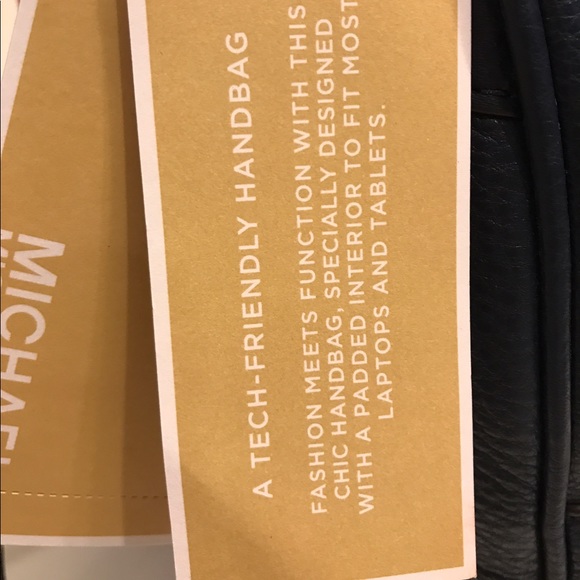 A TECH-FRIENDLY HANDBAG
FASHION MEETS FUNCTION WITH THIS
CHIC HANDBAG, SPECIALLY DESIGNED
WITH A PADDED INTERIOR TO FIT MOST
LAPTOPS AND TABLETS.
MICHAEL